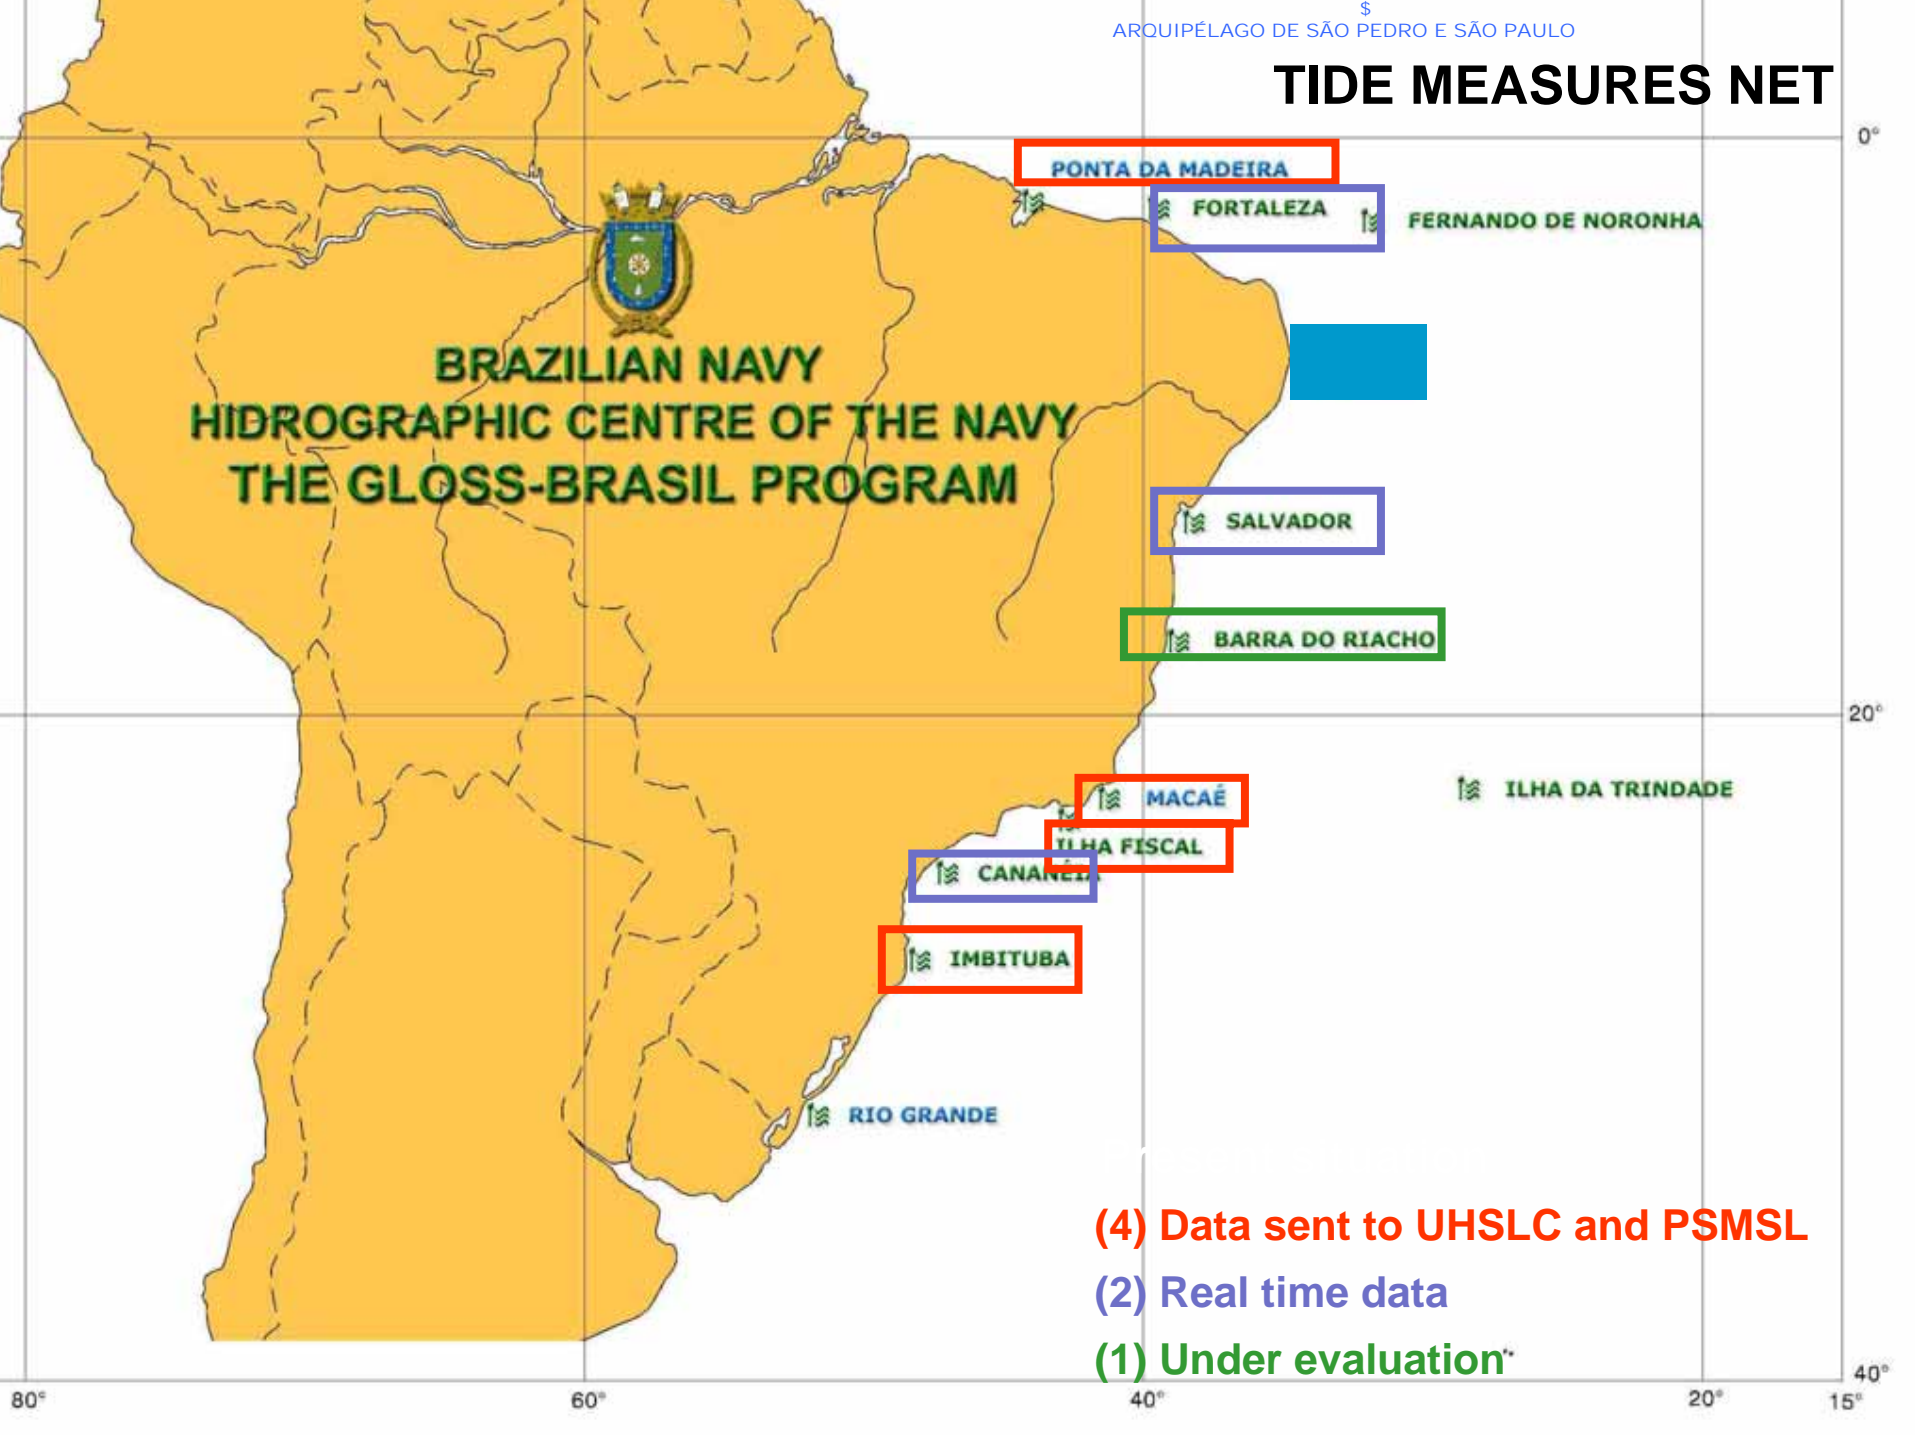 $
ARQUIPÉLAGO DE SÃO PEDRO E SÃO PAULO
TIDE MEASURES NET
0°
PONTA DA MADEIRA
FORTALEZA
FERNANDO DE NORONHA
BRAZILIAN NAVY
HIDROGRAPHIC CENTRE OF THE NAVY
THE GLOSS-BRASIL PROGRAM
SALVADOR
BARRA DO RIACHO
20°
ILHA DA TRINDADE
MACAÉ
ILHA FISCAL
CANANÉIA
IMBITUBA
RIO GRANDE
(4) Data sent to UHSLC and PSMSL
(2) Real time data
(1) Under evaluation
40°
80° 60° 40° 20° 15°